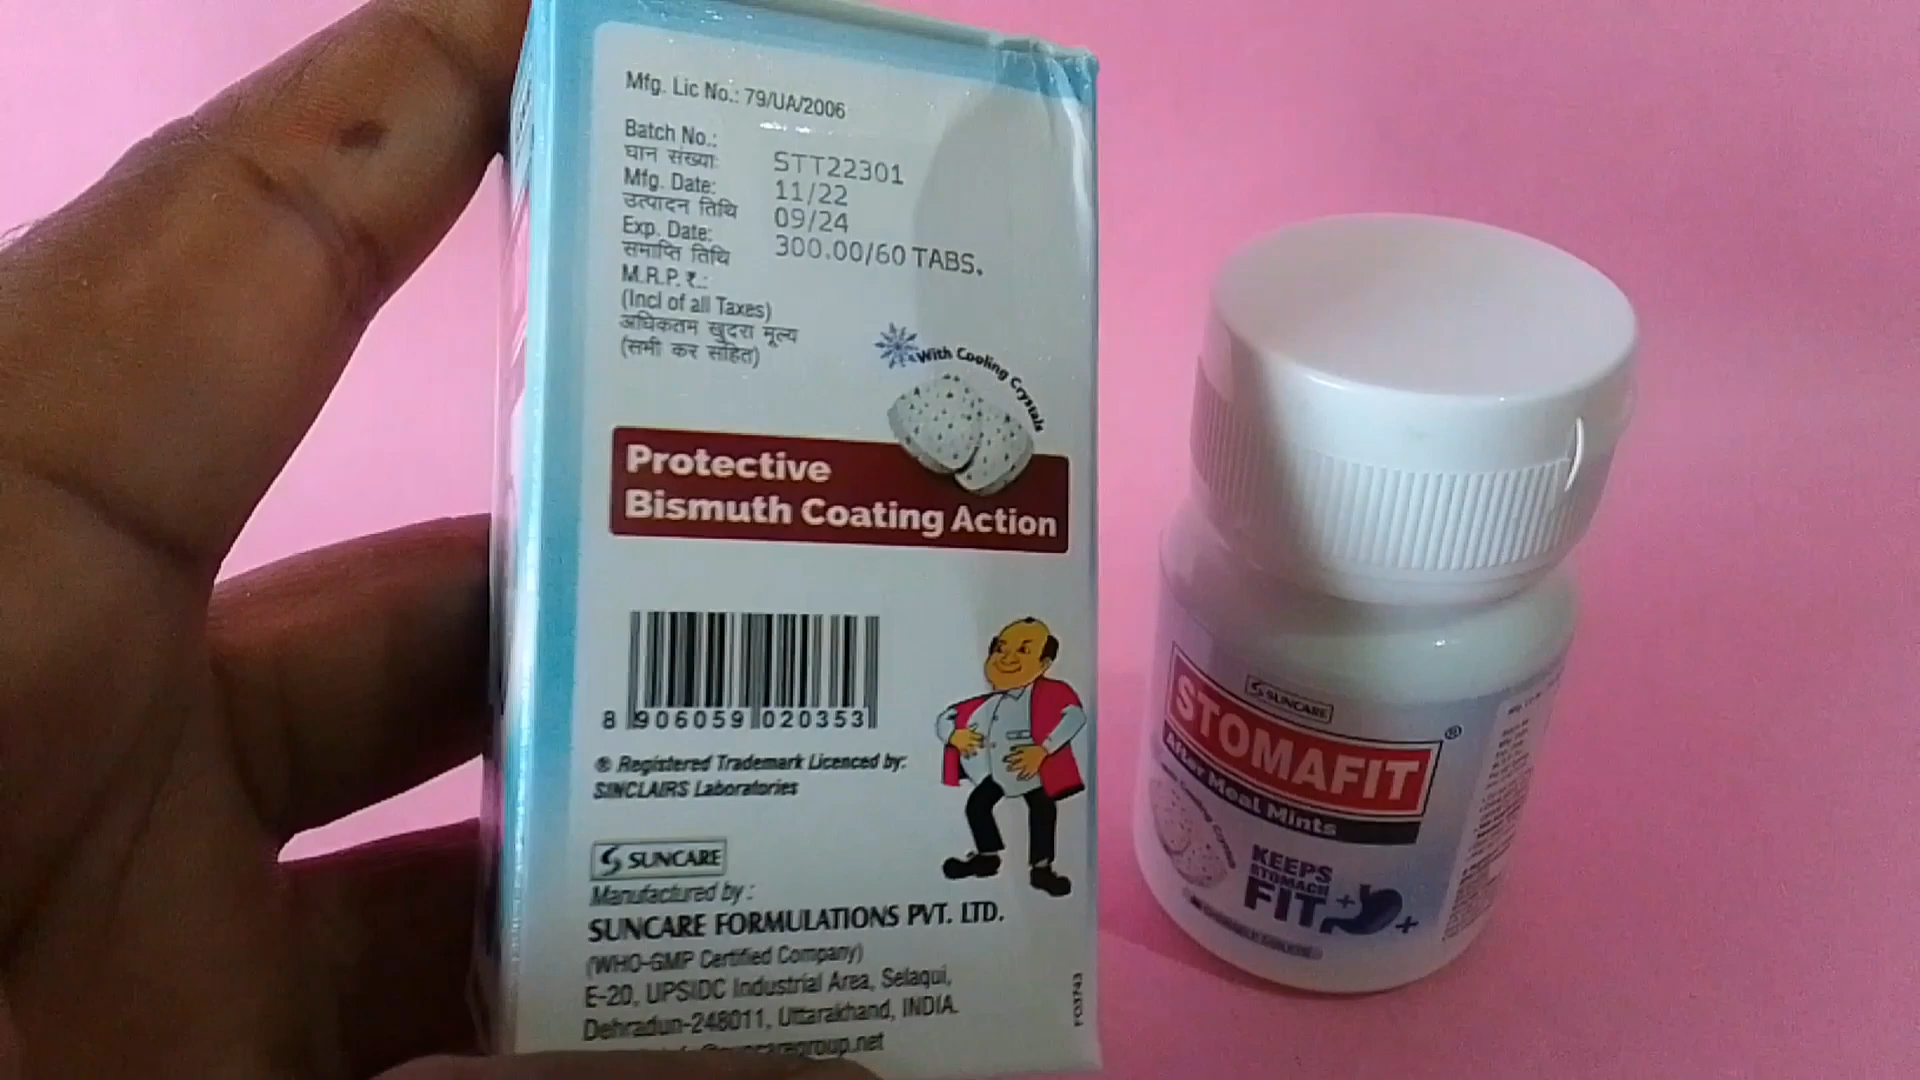 Mfg. Lic No.: 79/UA/2006
Batch No.:
घान संख्या
STT22301
Mfg. Date:
11/22
उत्पादन तिथि
09/24
Exp. Date:
300.00/60 TABS.
समाप्ति तिथि
M.R.P. ₹.:
(Incl of all Taxes)
अधिकतम खुदरा मूल्य
(सभी कर सहित)
With Cooling Crystals
Protective
Bismuth Coating Action
8 906059 020353
® Registered Trademark Licenced by:
SINCLAIRS Laboratories
SUNCARE
Manufactured by :
SUNCARE FORMULATIONS PVT. LTD.
(WHO-GMP Certified Company)
E-20, UPSIDC Industrial Area, Selaqui,
Dehradun-248011, Uttarakhand, INDIA.
SUNCARE
STOMAFIT®
After Meal Mints
Cooling Crystals
KEEPS
STOMACH
FIT